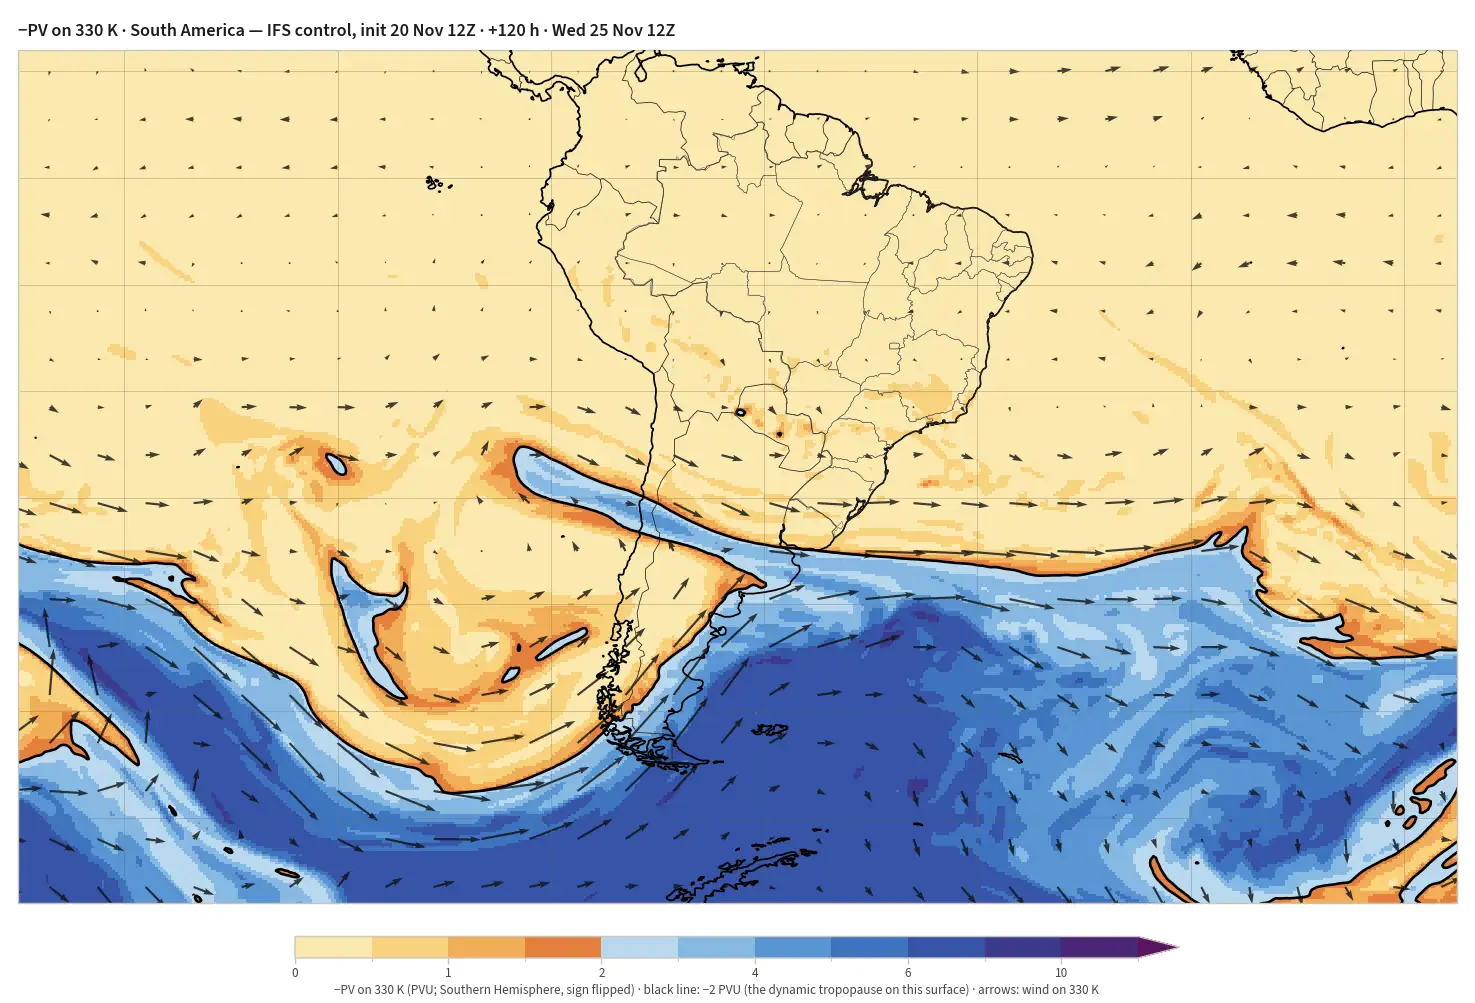 −PV on 330 K · South America — IFS control, init 20 Nov 12Z · +120 h · Wed 25 Nov 12Z
0 1 2 4 6 10
−PV on 330 K (PVU; Southern Hemisphere, sign flipped) · black line: −2 PVU (the dynamic tropopause on this surface) · arrows: wind on 330 K